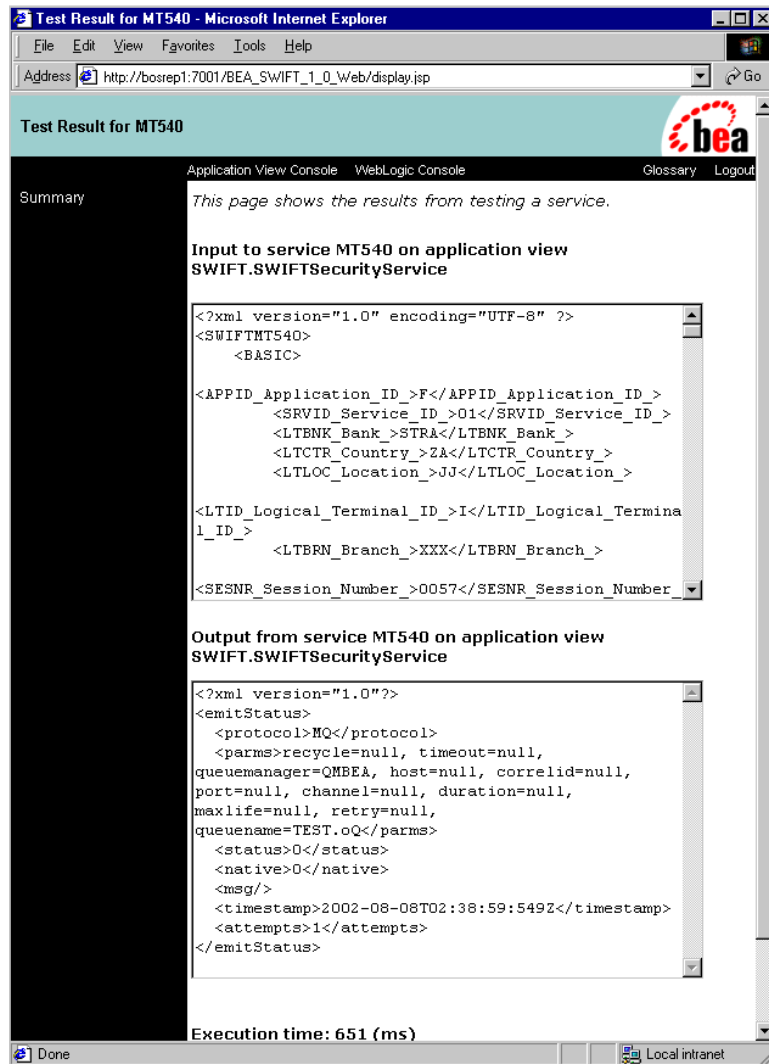 Test Result for MT540 - Microsoft Internet Explorer
File Edit View Favorites Tools Help
Address http://bosrep1:7001/BEA_SWIFT_1_0_Web/display.jsp Go
Test Result for MT540
bea
Application View Console WebLogic Console Glossary Logout
Summary
This page shows the results from testing a service.
Input to service MT540 on application view
SWIFT.SWIFTSecurityService
<?xml version="1.0" encoding="UTF-8" ?>
<SWIFTMT540>
<BASIC>
<APPID_Application_ID_>F</APPID_Application_ID_>
<SRVID_Service_ID_>01</SRVID_Service_ID_>
<LTBNK_Bank_>STRA</LTBNK_Bank_>
<LTCTR_Country_>ZA</LTCTR_Country_>
<LTLOC_Location_>JJ</LTLOC_Location_>
<LTID_Logical_Terminal_ID_>I</LTID_Logical_Termina
l_ID_>
<LTBRN_Branch_>XXX</LTBRN_Branch_>
<SESNR_Session_Number_>0057</SESNR_Session_Number_
Output from service MT540 on application view
SWIFT.SWIFTSecurityService
<?xml version="1.0"?>
<emitStatus>
<protocol>MQ</protocol>
<parms>recycle=null, timeout=null,
queuemanager=QMBEA, host=null, correlid=null,
port=null, channel=null, duration=null,
maxlife=null, retry=null,
queuename=TEST.oQ</parms>
<status>0</status>
<native>0</native>
<msg/>
<timestamp>2002-08-08T02:38:59:549Z</timestamp>
<attempts>1</attempts>
</emitStatus>
Execution time: 651 (ms)
Done Local intranet